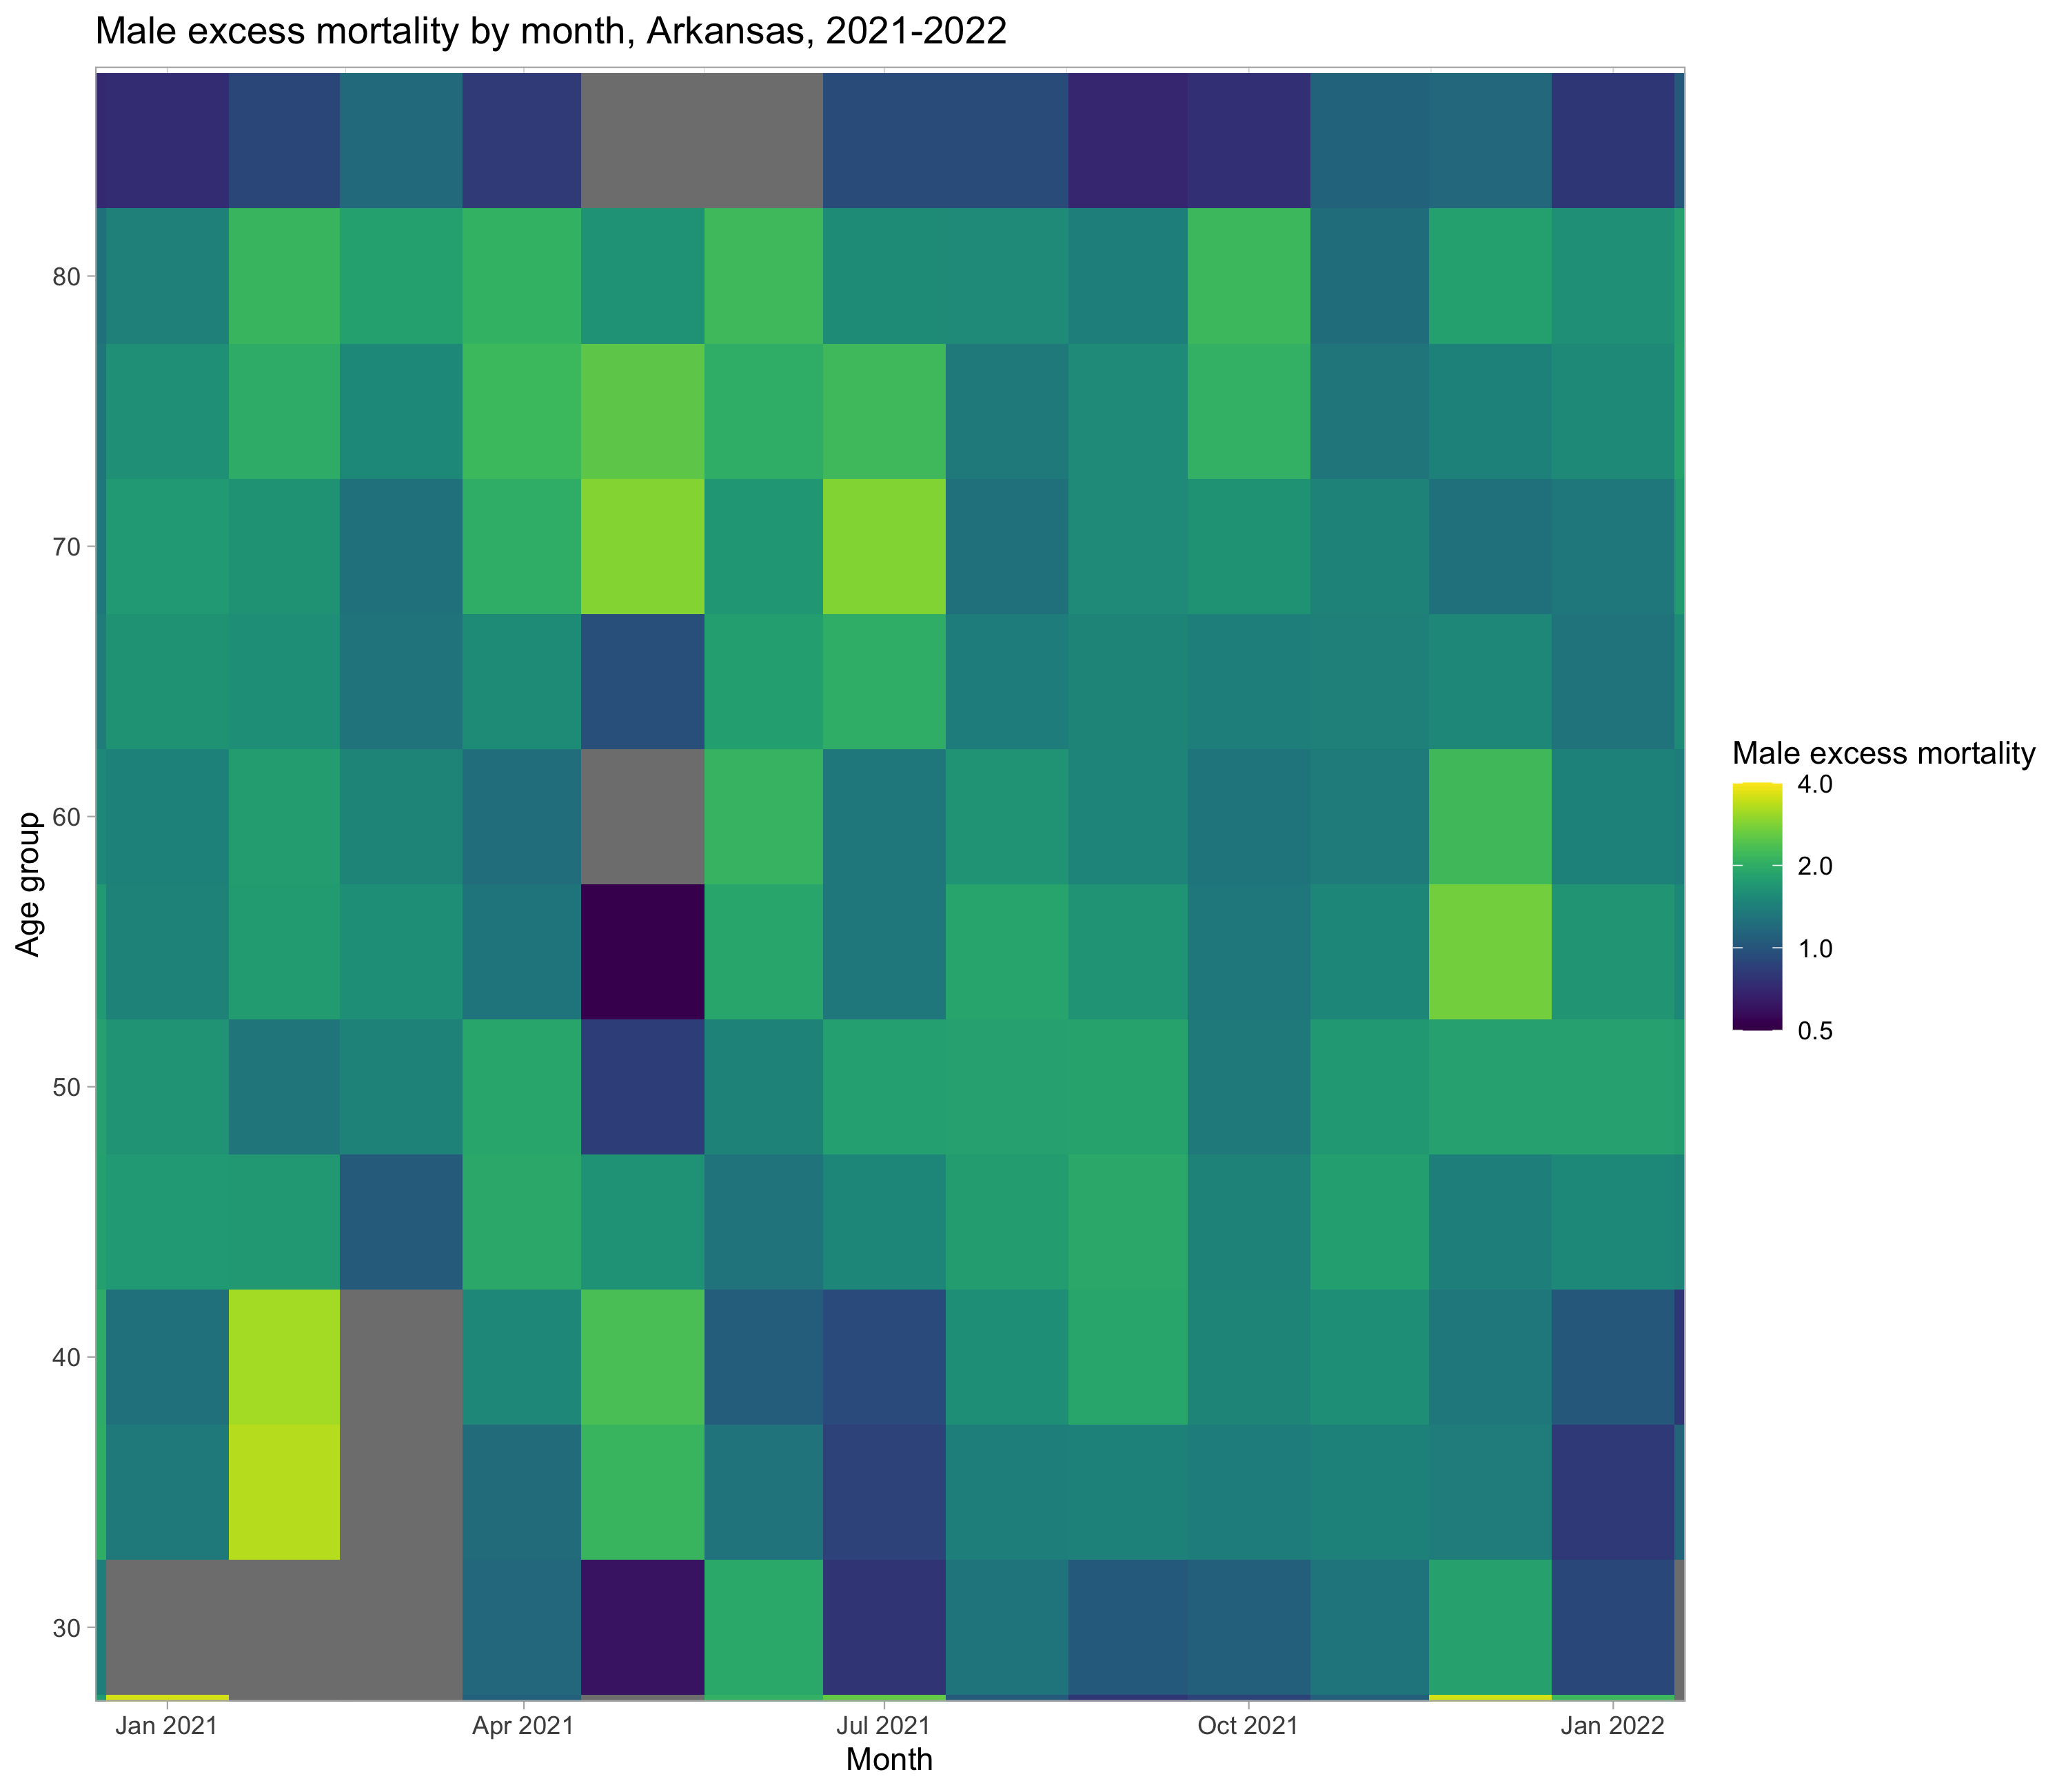 Male excess mortality by month, Arkansas, 2021-2022
80
70
60
50
40
30
Age group
Jan 2021
Apr 2021
Jul 2021
Oct 2021
Jan 2022
Month
Male excess mortality
4.0
2.0
1.0
0.5